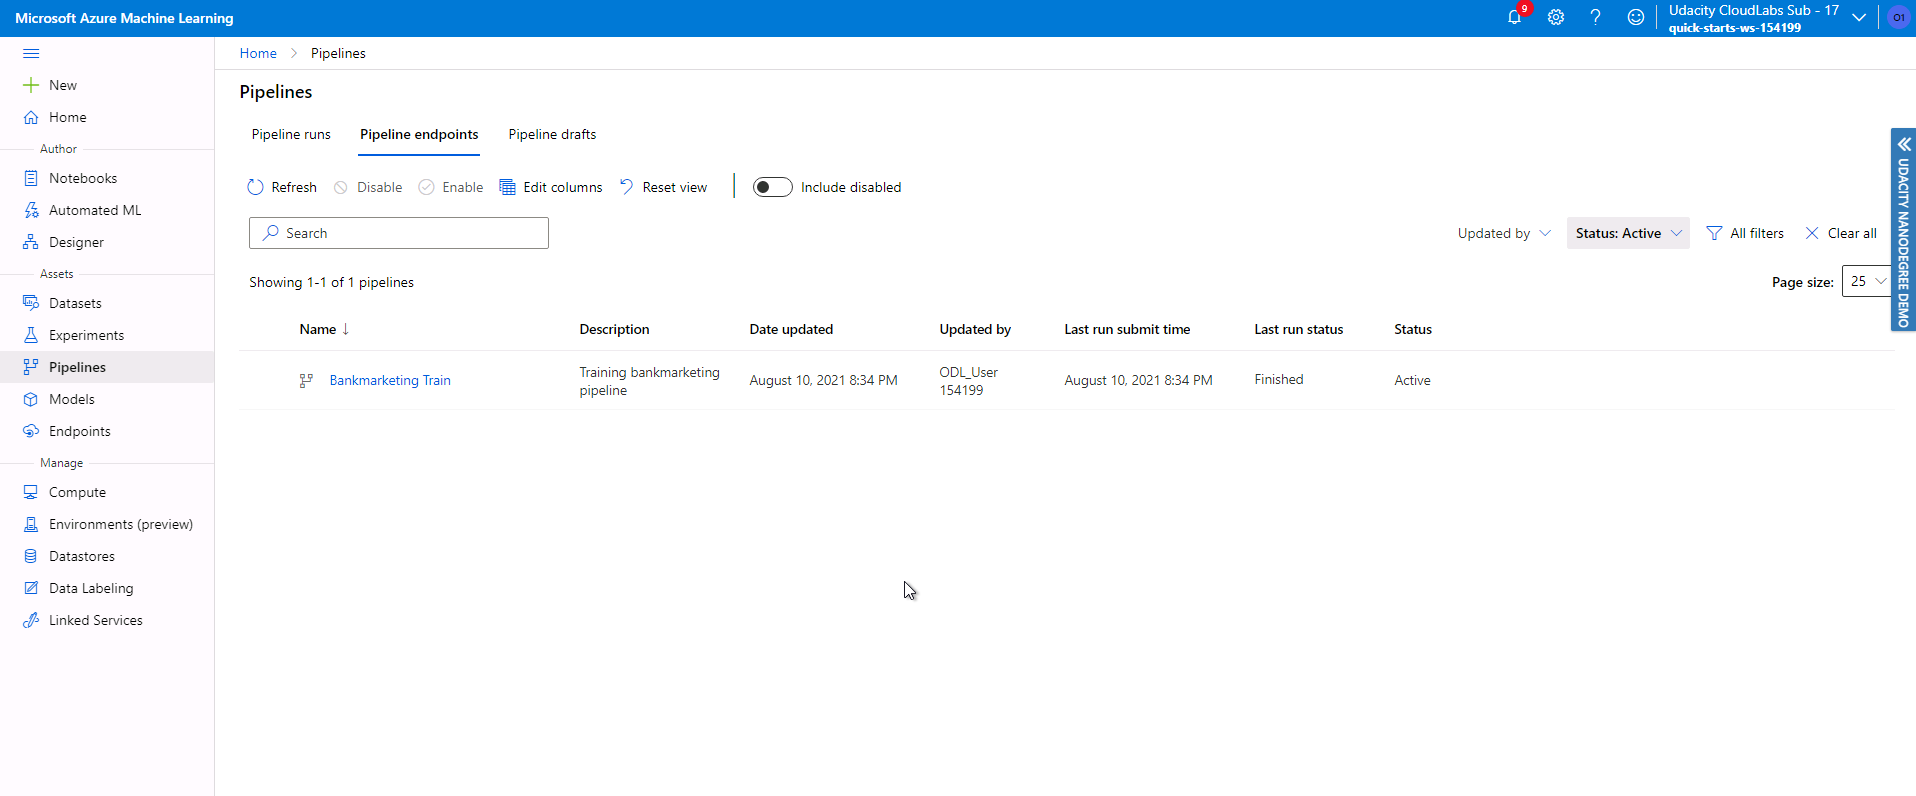 Microsoft Azure Machine Learning
9
Udacity CloudLabs Sub - 17
quick-starts-ws-154199
O1
New
Home
Author
Notebooks
Automated ML
Designer
Assets
Datasets
Experiments
Pipelines
Models
Endpoints
Manage
Compute
Environments (preview)
Datastores
Data Labeling
Linked Services
Home > Pipelines
Pipelines
Pipeline runs Pipeline endpoints Pipeline drafts
Refresh Disable Enable Edit columns Reset view Include disabled
Search Updated by Status: Active All filters Clear all
Showing 1-1 of 1 pipelines Page size: 25
Name Description Date updated Updated by Last run submit time Last run status Status
Bankmarketing Train Training bankmarketing August 10, 2021 8:34 PM ODL_User August 10, 2021 8:34 PM Finished Active
pipeline 154199
UDACITY NANODEGREE DEMO